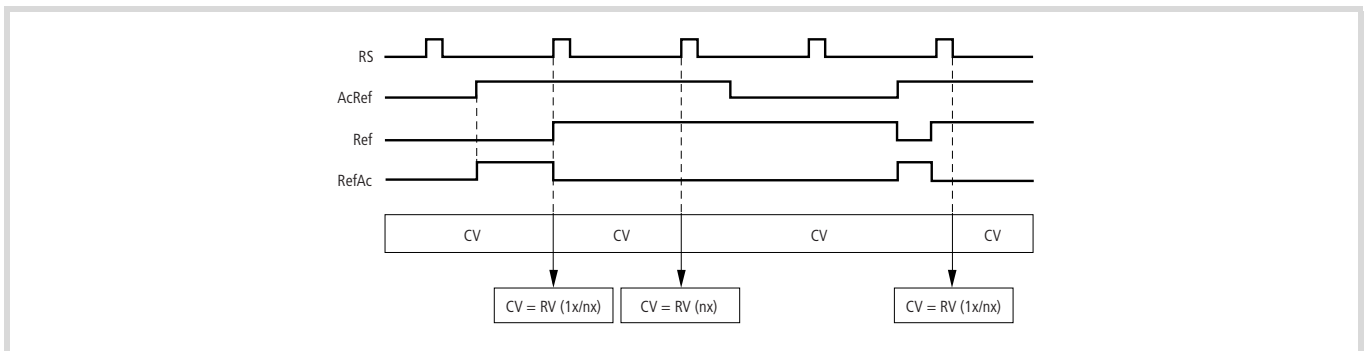 RS
AcRef
Ref
RefAc
CV CV CV CV
CV = RV (1x/nx) CV = RV (nx) CV = RV (1x/nx)